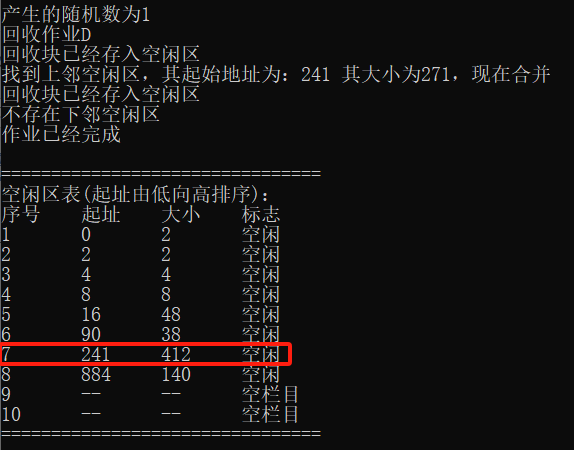 产生的随机数为1
回收作业D
回收块已经存入空闲区
找到上邻空闲区，其起始地址为：241 其大小为271，现在合并
回收块已经存入空闲区
不存在下邻空闲区
作业已经完成
================================
空闲区表(起址由低向高排序)：
序号 起址 大小 标志
1 0 2 空闲
2 2 2 空闲
3 4 4 空闲
4 8 8 空闲
5 16 48 空闲
6 90 38 空闲
7 241 412 空闲
8 884 140 空闲
9 -- -- 空栏目
10 -- -- 空栏目
================================